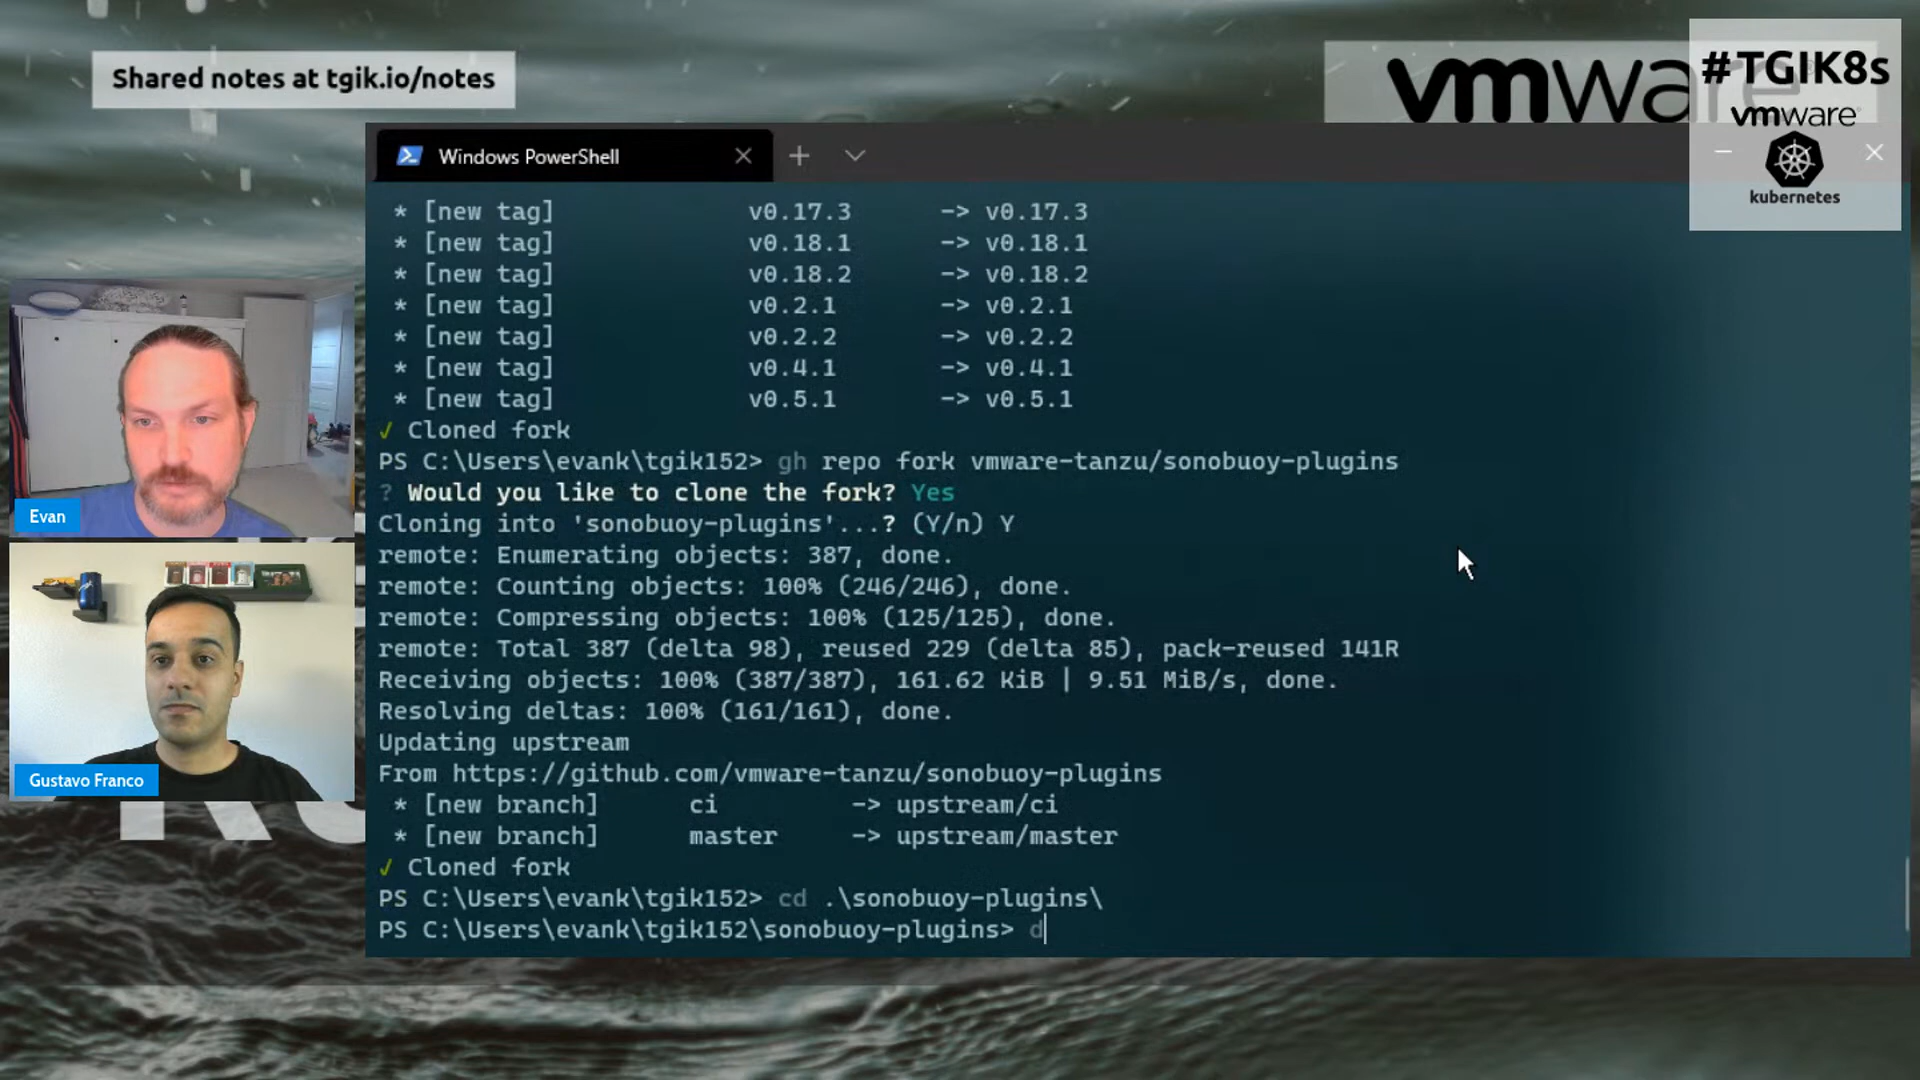 Shared notes at tgik.io/notes
vmware
#TGIK8s
vmware
kubernetes
Windows PowerShell
* [new tag] v0.17.3 -> v0.17.3
* [new tag] v0.18.1 -> v0.18.1
* [new tag] v0.18.2 -> v0.18.2
* [new tag] v0.2.1 -> v0.2.1
* [new tag] v0.2.2 -> v0.2.2
* [new tag] v0.4.1 -> v0.4.1
* [new tag] v0.5.1 -> v0.5.1
✓ Cloned fork
PS C:\Users\evank\tgik152> gh repo fork vmware-tanzu/sonobuoy-plugins
? Would you like to clone the fork? Yes
Cloning into 'sonobuoy-plugins'...? (Y/n) Y
remote: Enumerating objects: 387, done.
remote: Counting objects: 100% (246/246), done.
remote: Compressing objects: 100% (125/125), done.
remote: Total 387 (delta 98), reused 229 (delta 85), pack-reused 141R
Receiving objects: 100% (387/387), 161.62 KiB | 9.51 MiB/s, done.
Resolving deltas: 100% (161/161), done.
Updating upstream
From https://github.com/vmware-tanzu/sonobuoy-plugins
* [new branch] ci -> upstream/ci
* [new branch] master -> upstream/master
✓ Cloned fork
PS C:\Users\evank\tgik152> cd .\sonobuoy-plugins\
PS C:\Users\evank\tgik152\sonobuoy-plugins> d
Evan
Gustavo Franco